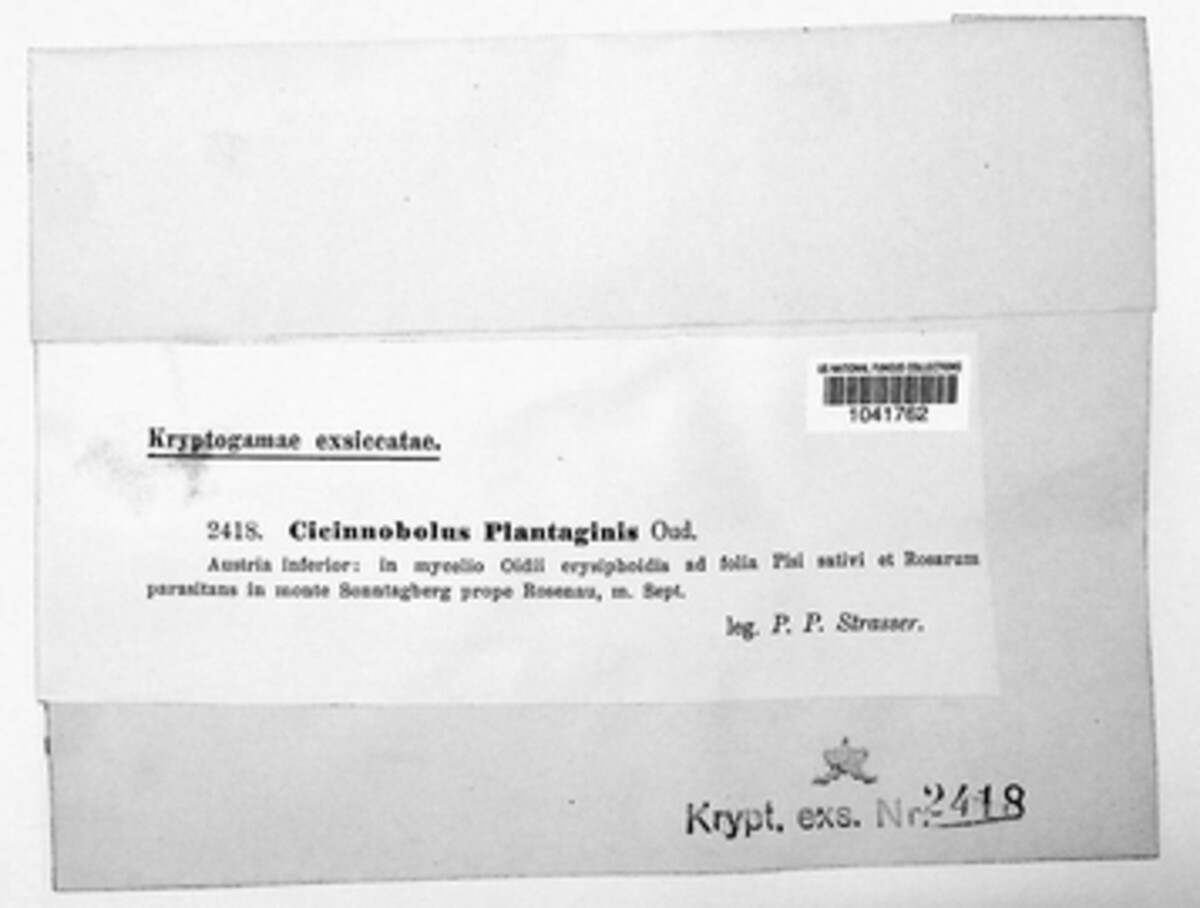 US NATIONAL FUNGUS COLLECTIONS
1041762
Kryptogamae exsiccatae.
2418. Cicinnobolus Plantaginis Oud.
Austria inferior: in mycelio Oidii erysiphoidis ad folia Pisi sativi et Rosarum
parasitans in monte Sonntagberg prope Rosenau, m. Sept.
leg. P. P. Strasser.
Krypt. exs. Nr. 2418